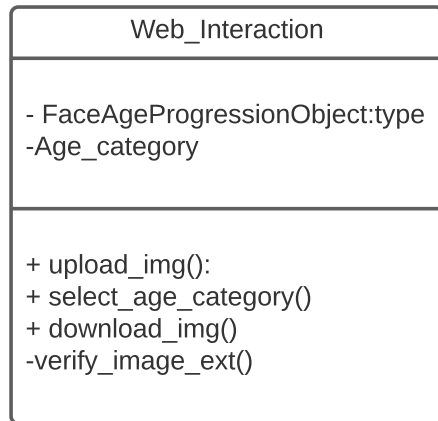 Web_Interaction
- FaceAgeProgressionObject:type
-Age_category
+ upload_img():
+ select_age_category()
+ download_img()
-verify_image_ext()